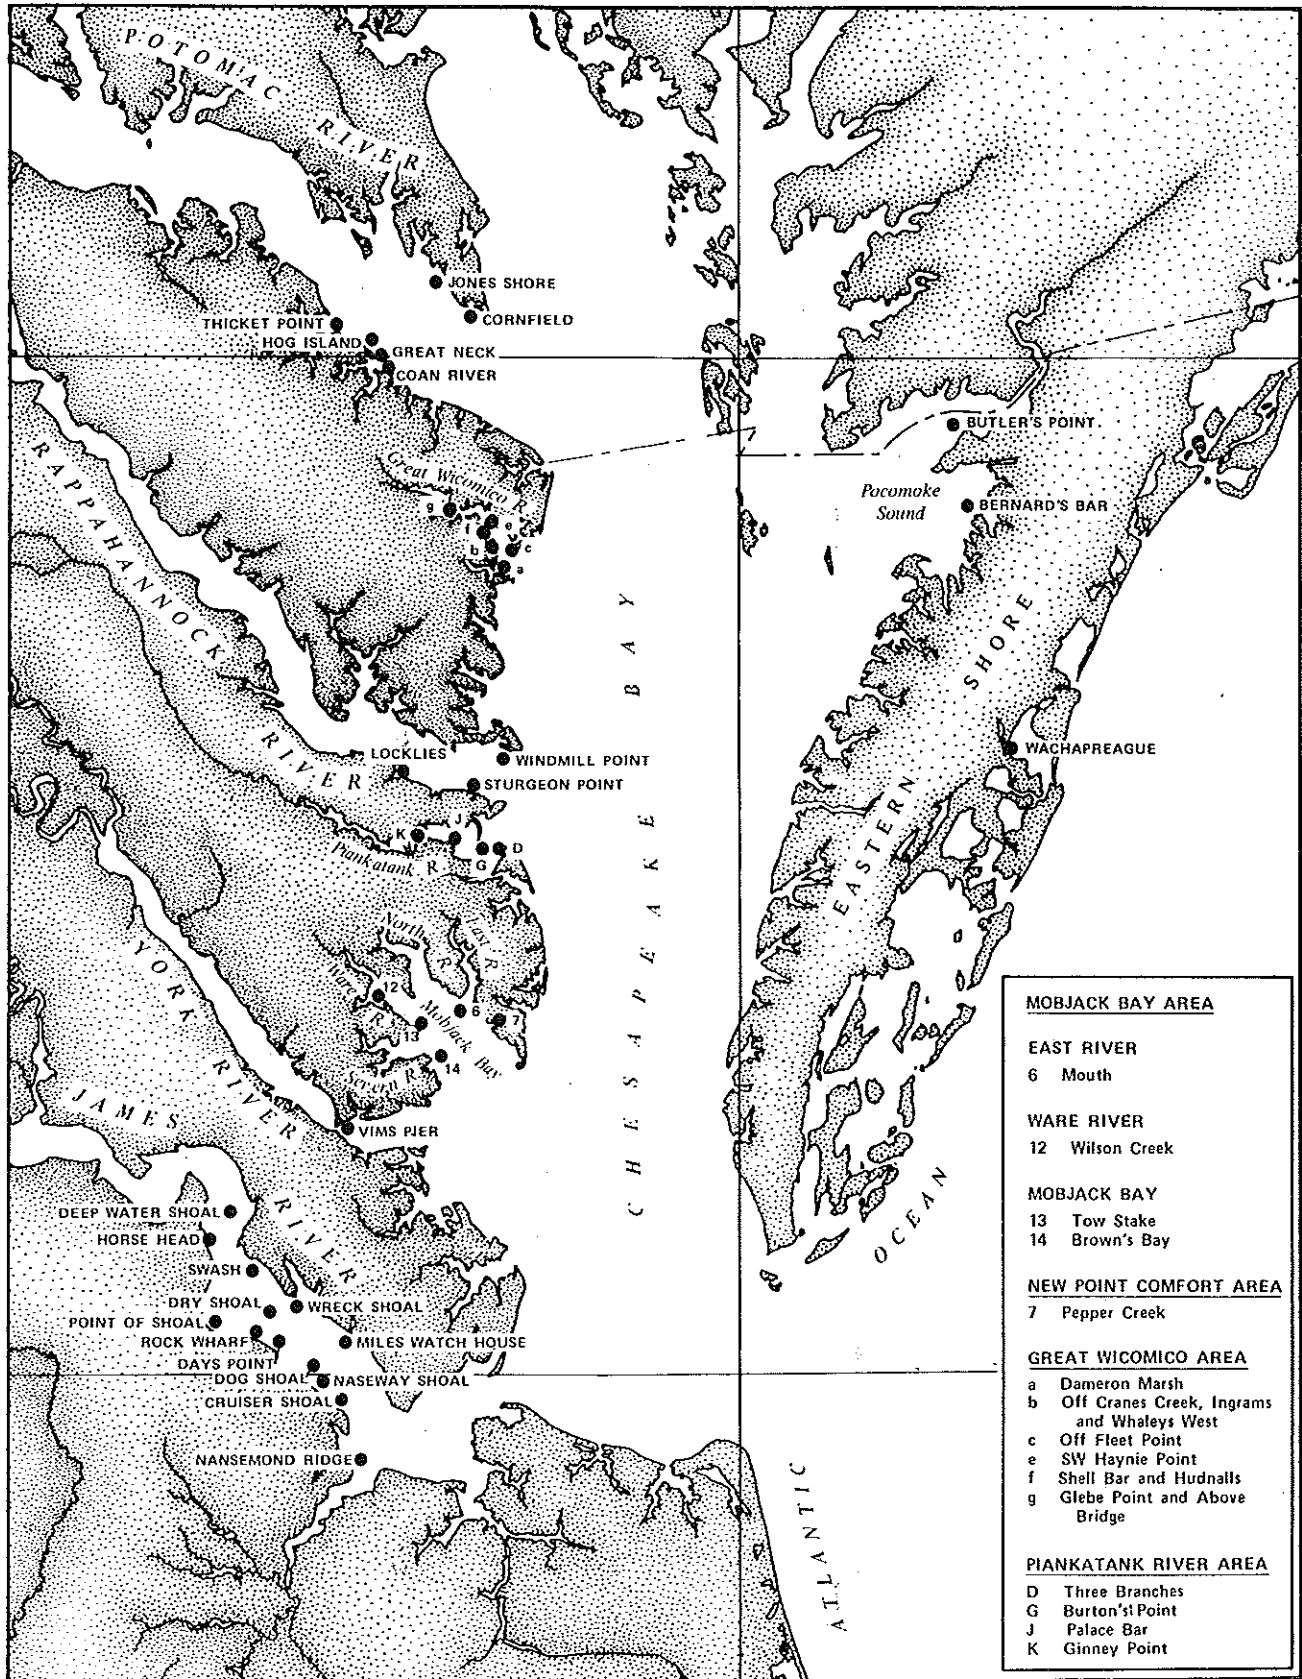 POTOMAC
RIVER
JONES SHORE
CORNFIELD
THICKET POINT
HOG ISLAND
GREAT NECK
COAN RIVER
BUTLER'S POINT.
RAPPAHANNOCK
RIVER
Great Wicomico R.
g
e
b
c
a
Pocomoke
Sound
BERNARD'S BAR
CHESAPEAKE BAY
EASTERN SHORE
WACHAPREAGUE
LOCKLIES
WINDMILL POINT
STURGEON POINT
K
J
G
D
Piankatank R.
YORK
RIVER
North R.
East R.
Ware R.
Mobjack Bay
Severn R.
12
13
6
7
14
VIMS PIER
JAMES
RIVER
DEEP WATER SHOAL
HORSE HEAD
SWASH
DRY SHOAL
WRECK SHOAL
POINT OF SHOAL
ROCK WHARF
MILES WATCH HOUSE
DAYS POINT
DOG SHOAL
NASEWAY SHOAL
CRUISER SHOAL
NANSEMOND RIDGE
ATLANTIC
OCEAN
MOBJACK BAY AREA
EAST RIVER
6 Mouth
WARE RIVER
12 Wilson Creek
MOBJACK BAY
13 Tow Stake
14 Brown's Bay
NEW POINT COMFORT AREA
7 Pepper Creek
GREAT WICOMICO AREA
a Dameron Marsh
b Off Cranes Creek, Ingrams
and Whaleys West
c Off Fleet Point
e SW Haynie Point
f Shell Bar and Hudnalls
g Glebe Point and Above
Bridge
PIANKATANK RIVER AREA
D Three Branches
G Burton's Point
J Palace Bar
K Ginney Point